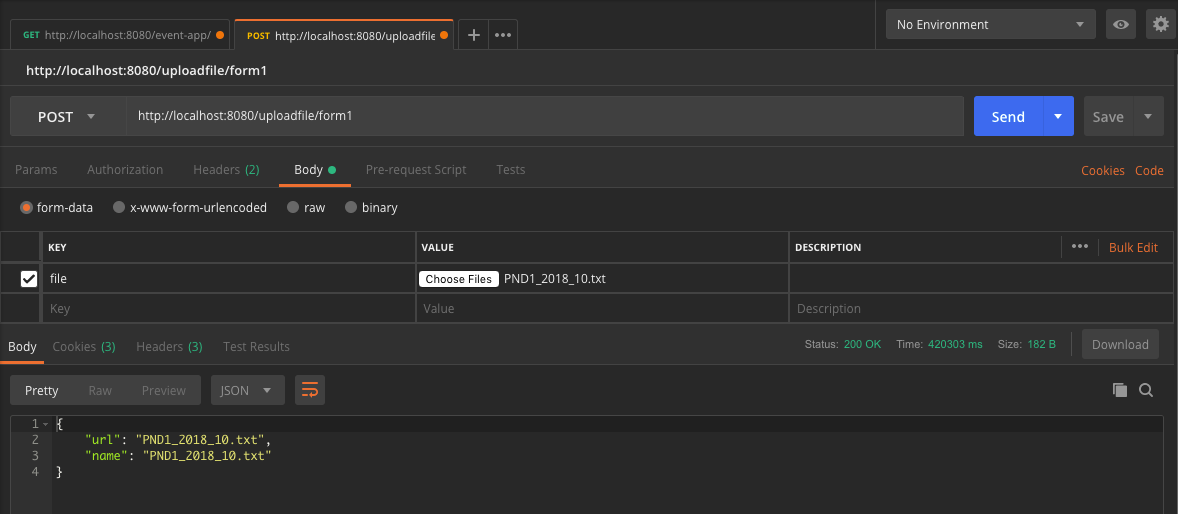 GET http://localhost:8080/event-app/ POST http://localhost:8080/uploadfile + ••• No Environment
http://localhost:8080/uploadfile/form1
POST http://localhost:8080/uploadfile/form1 Send Save
Params Authorization Headers (2) Body Pre-request Script Tests Cookies Code
form-data x-www-form-urlencoded raw binary
KEY VALUE DESCRIPTION ••• Bulk Edit
file Choose Files PND1_2018_10.txt
Key Value Description
Body Cookies (3) Headers (3) Test Results Status: 200 OK Time: 420303 ms Size: 182 B Download
Pretty Raw Preview JSON
1 {
2 "url": "PND1_2018_10.txt",
3 "name": "PND1_2018_10.txt"
4 }